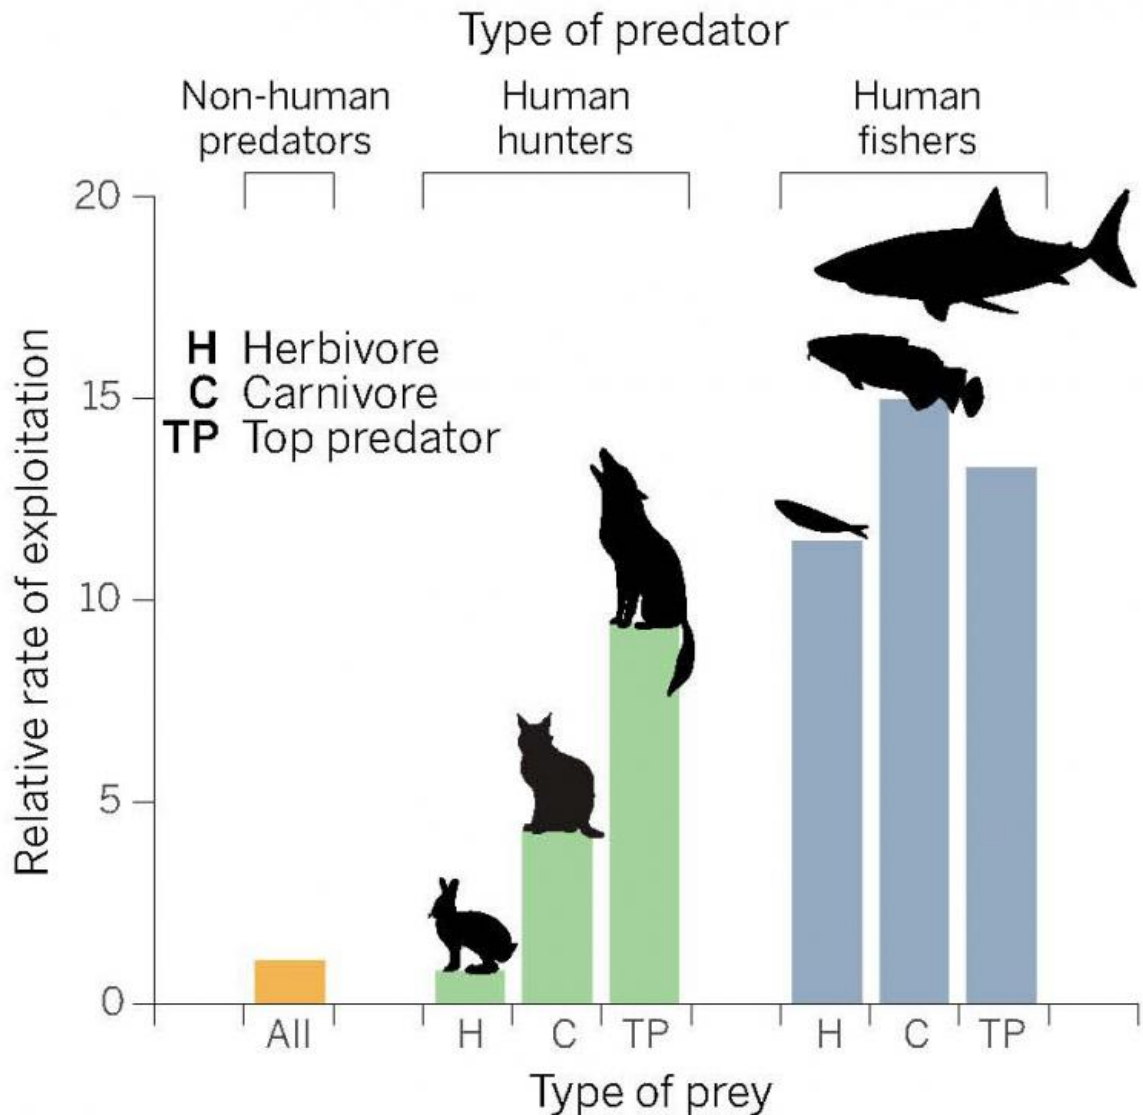 Type of predator
Non-human
predators
Human
hunters
Human
fishers
20
15
10
5
0
Relative rate of exploitation
H Herbivore
C Carnivore
TP Top predator
All
H
C
TP
H
C
TP
Type of prey